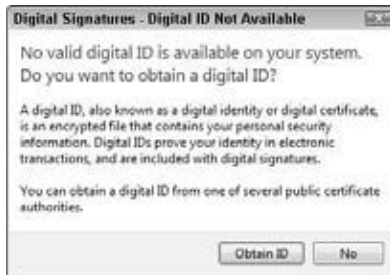 Digital Signatures - Digital ID Not Available
No valid digital ID is available on your system.
Do you want to obtain a digital ID?
A digital ID, also known as a digital identity or digital certificate,
is an encrypted file that contains your personal security
information. Digital IDs prove your identity in electronic
transactions, and are included with digital signatures.
You can obtain a digital ID from one of several public certificate
authorities.
Obtain ID
No